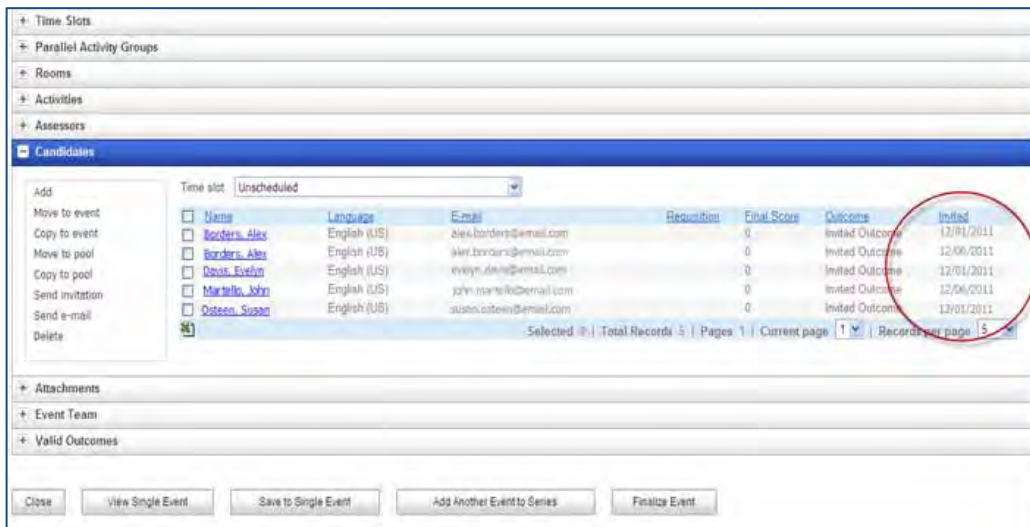 + Time Slots
+ Parallel Activity Groups
+ Rooms
+ Activities
+ Assessors
Candidates
Add
Move to event
Copy to event
Move to pool
Copy to pool
Send invitation
Send e-mail
Delete
Time slot Unscheduled
Name Language E-mail Requisition Final Score Outcome Invited
Borders, Alex English (US) alex.borders@email.com 0 Invited Outcome 12/01/2011
Borders, Alex English (US) alex.borders@email.com 0 Invited Outcome 12/06/2011
Davis, Evelyn English (US) evelyn.davis@email.com 0 Invited Outcome 12/01/2011
Martello, John English (US) john.martello@email.com 0 Invited Outcome 12/06/2011
Osteen, Susan English (US) susan.osteen@email.com 0 Invited Outcome 12/01/2011
Selected 0 | Total Records 5 | Pages 1 | Current page 1 | Records per page 5
+ Attachments
+ Event Team
+ Valid Outcomes
Close View Single Event Save to Single Event Add Another Event to Series Finalize Event